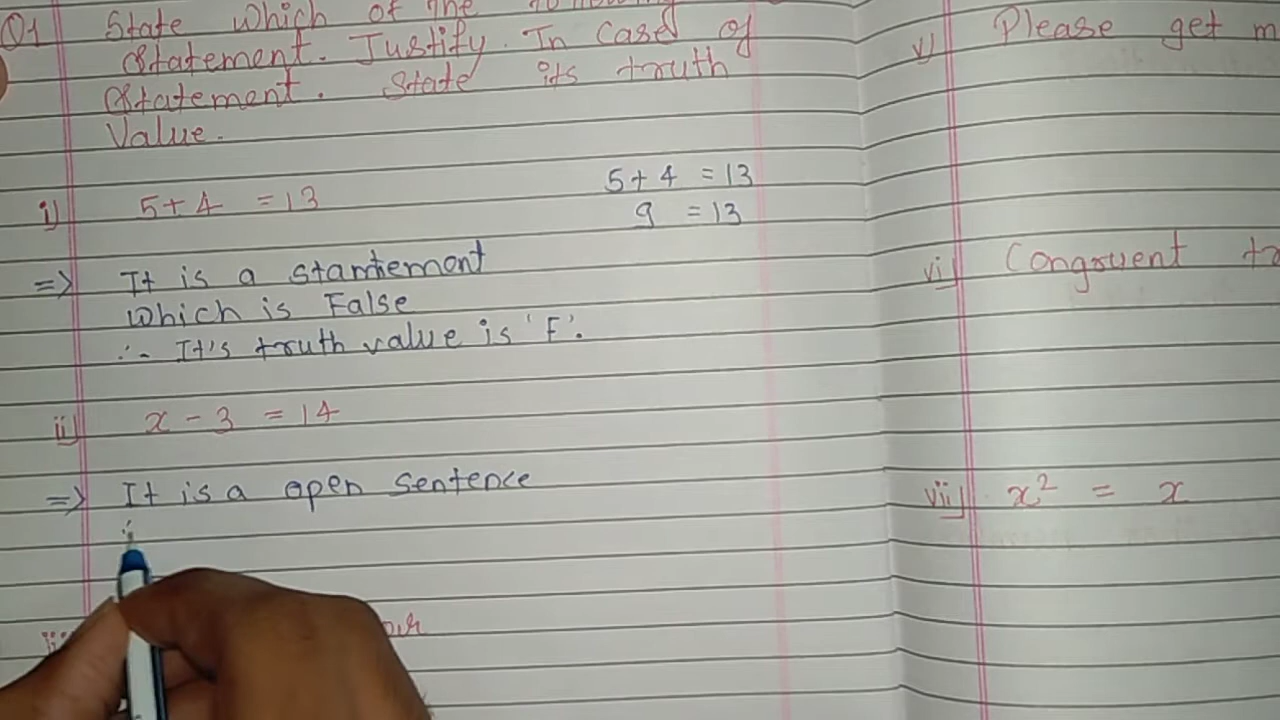 Q1 State which of the
Statement. Justify. In Case of
Statement. State its truth
Value.
i) 5+4 = 13
5+4 = 13
9 = 13
=> It is a stamtement
which is False
∴ It's truth value is 'F'.
ii) x - 3 = 14
=> It is a open sentence
v) Please get m
vi) Congruent
vii) x² = x